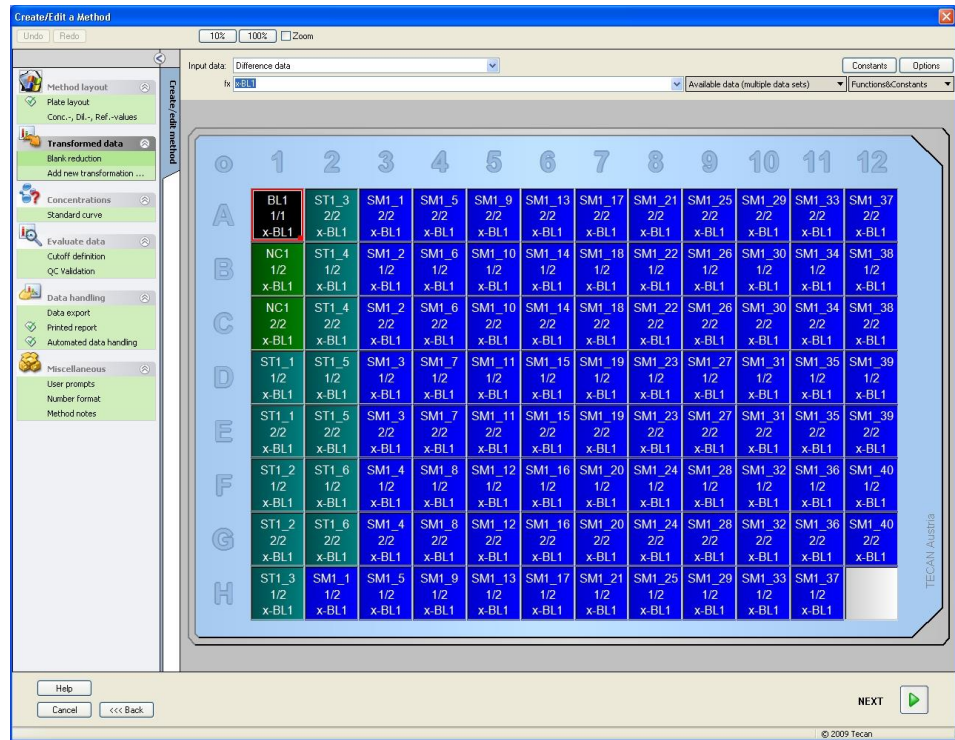 Create/Edit a Method
Undo Redo 10% 100% Zoom
Input data: Difference data Constants Options
fx x-BL1 Available data (multiple data sets) Functions&Constants
Create/edit method
Method layout
Plate layout
Conc.-, Dil.-, Ref.-values
Transformed data
Blank reduction
Add new transformation ...
Concentrations
Standard curve
Evaluate data
Cutoff definition
QC Validation
Data handling
Data export
Printed report
Automated data handling
Miscellaneous
User prompts
Number format
Method notes
1 2 3 4 5 6 7 8 9 10 11 12
A
BL1 ST1_3 SM1_1 SM1_5 SM1_9 SM1_13 SM1_17 SM1_21 SM1_25 SM1_29 SM1_33 SM1_37
1/1 2/2 2/2 2/2 2/2 2/2 2/2 2/2 2/2 2/2 2/2 2/2
x-BL1 x-BL1 x-BL1 x-BL1 x-BL1 x-BL1 x-BL1 x-BL1 x-BL1 x-BL1 x-BL1 x-BL1
B
NC1 ST1_4 SM1_2 SM1_6 SM1_10 SM1_14 SM1_18 SM1_22 SM1_26 SM1_30 SM1_34 SM1_38
1/2 1/2 1/2 1/2 1/2 1/2 1/2 1/2 1/2 1/2 1/2 1/2
x-BL1 x-BL1 x-BL1 x-BL1 x-BL1 x-BL1 x-BL1 x-BL1 x-BL1 x-BL1 x-BL1 x-BL1
C
NC1 ST1_4 SM1_2 SM1_6 SM1_10 SM1_14 SM1_18 SM1_22 SM1_26 SM1_30 SM1_34 SM1_38
2/2 2/2 2/2 2/2 2/2 2/2 2/2 2/2 2/2 2/2 2/2 2/2
x-BL1 x-BL1 x-BL1 x-BL1 x-BL1 x-BL1 x-BL1 x-BL1 x-BL1 x-BL1 x-BL1 x-BL1
D
ST1_1 ST1_5 SM1_3 SM1_7 SM1_11 SM1_15 SM1_19 SM1_23 SM1_27 SM1_31 SM1_35 SM1_39
1/2 1/2 1/2 1/2 1/2 1/2 1/2 1/2 1/2 1/2 1/2 1/2
x-BL1 x-BL1 x-BL1 x-BL1 x-BL1 x-BL1 x-BL1 x-BL1 x-BL1 x-BL1 x-BL1 x-BL1
E
ST1_1 ST1_5 SM1_3 SM1_7 SM1_11 SM1_15 SM1_19 SM1_23 SM1_27 SM1_31 SM1_35 SM1_39
2/2 2/2 2/2 2/2 2/2 2/2 2/2 2/2 2/2 2/2 2/2 2/2
x-BL1 x-BL1 x-BL1 x-BL1 x-BL1 x-BL1 x-BL1 x-BL1 x-BL1 x-BL1 x-BL1 x-BL1
F
ST1_2 ST1_6 SM1_4 SM1_8 SM1_12 SM1_16 SM1_20 SM1_24 SM1_28 SM1_32 SM1_36 SM1_40
1/2 1/2 1/2 1/2 1/2 1/2 1/2 1/2 1/2 1/2 1/2 1/2
x-BL1 x-BL1 x-BL1 x-BL1 x-BL1 x-BL1 x-BL1 x-BL1 x-BL1 x-BL1 x-BL1 x-BL1
G
ST1_2 ST1_6 SM1_4 SM1_8 SM1_12 SM1_16 SM1_20 SM1_24 SM1_28 SM1_32 SM1_36 SM1_40
2/2 2/2 2/2 2/2 2/2 2/2 2/2 2/2 2/2 2/2 2/2 2/2
x-BL1 x-BL1 x-BL1 x-BL1 x-BL1 x-BL1 x-BL1 x-BL1 x-BL1 x-BL1 x-BL1 x-BL1
H
ST1_3 SM1_1 SM1_5 SM1_9 SM1_13 SM1_17 SM1_21 SM1_25 SM1_29 SM1_33 SM1_37
1/2 1/2 1/2 1/2 1/2 1/2 1/2 1/2 1/2 1/2 1/2
x-BL1 x-BL1 x-BL1 x-BL1 x-BL1 x-BL1 x-BL1 x-BL1 x-BL1 x-BL1 x-BL1
TECAN Austria
Help
Cancel <<< Back NEXT
© 2009 Tecan